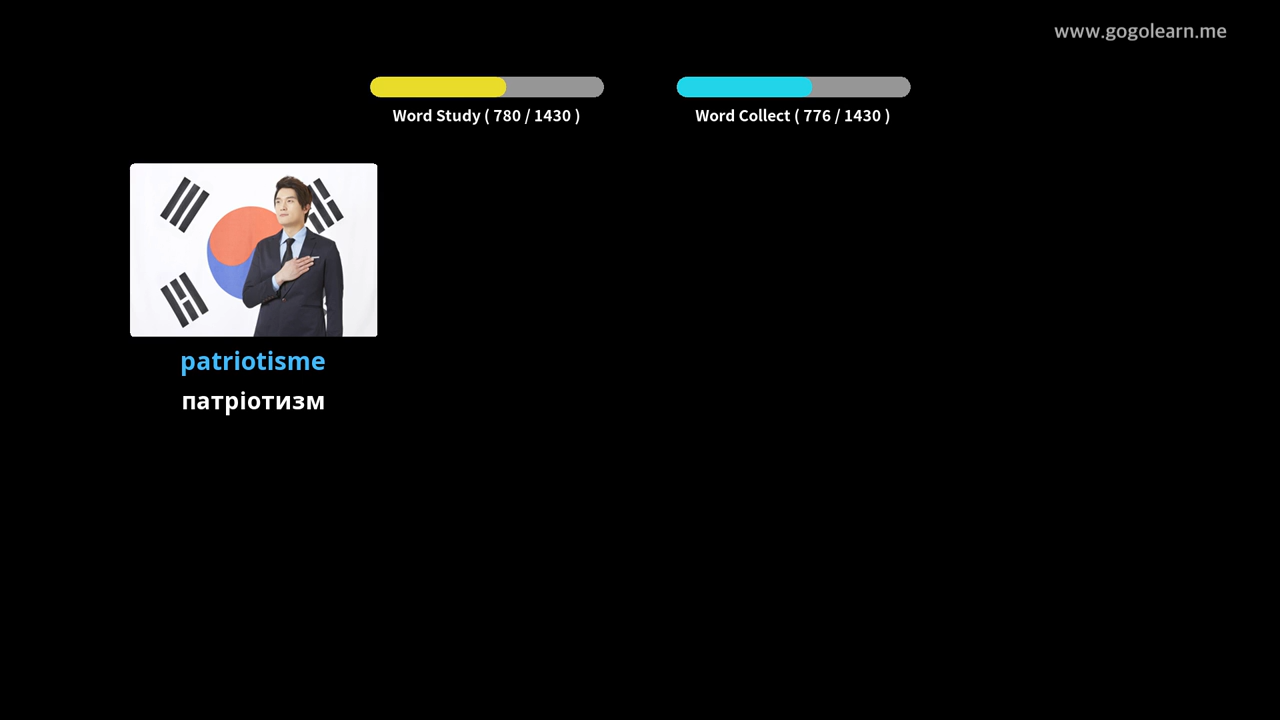 www.gogolearn.me
Word Study ( 780 / 1430 )
Word Collect ( 776 / 1430 )
patriotisme
патріотизм